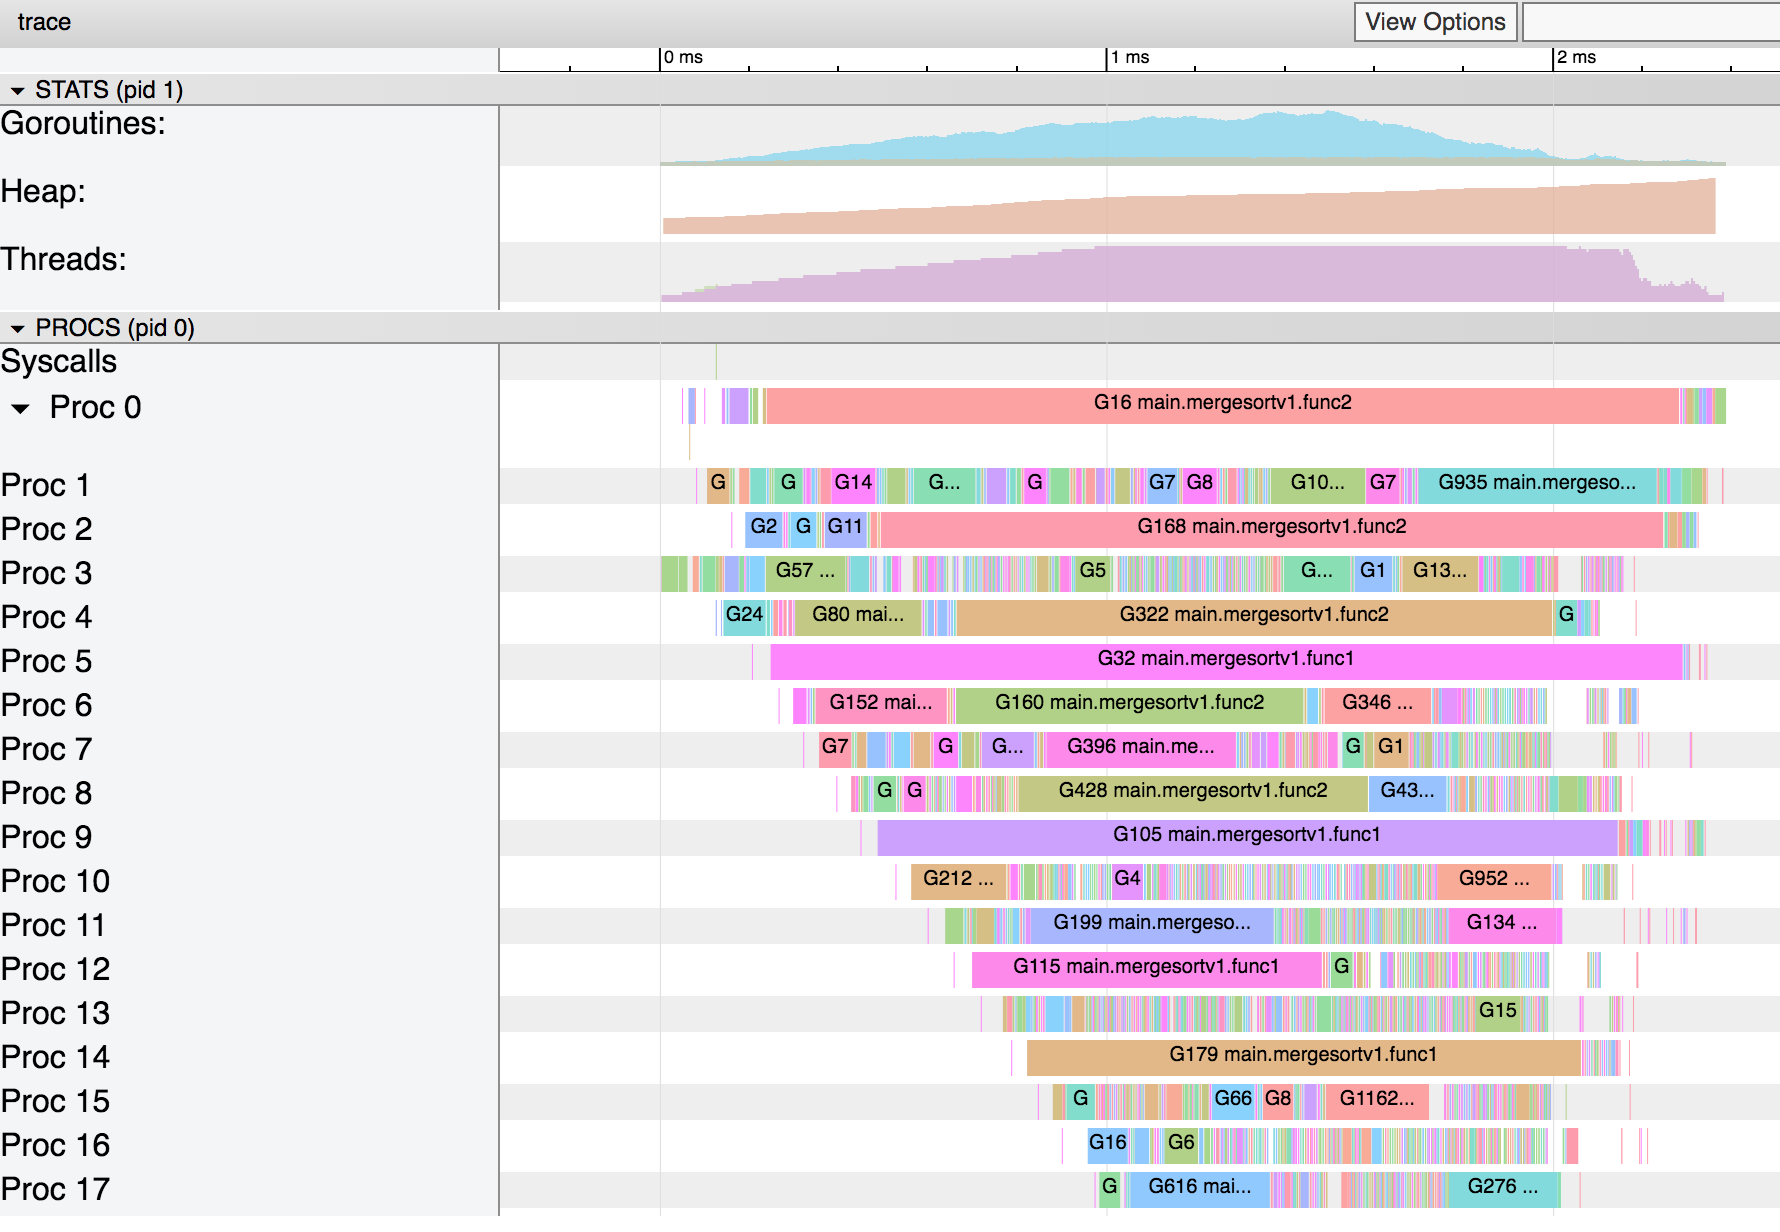 trace View Options
0 ms 1 ms 2 ms
STATS (pid 1)
Goroutines:
Heap:
Threads:
PROCS (pid 0)
Syscalls
Proc 0 G16 main.mergesortv1.func2
Proc 1 G G G14 G... G G7 G8 G10... G7 G935 main.mergeso...
Proc 2 G2 G G11 G168 main.mergesortv1.func2
Proc 3 G57 ... G5 G... G1 G13...
Proc 4 G24 G80 mai... G322 main.mergesortv1.func2 G
Proc 5 G32 main.mergesortv1.func1
Proc 6 G152 mai... G160 main.mergesortv1.func2 G346 ...
Proc 7 G7 G G... G396 main.me... G G1
Proc 8 G G G428 main.mergesortv1.func2 G43...
Proc 9 G105 main.mergesortv1.func1
Proc 10 G212 ... G4 G952 ...
Proc 11 G199 main.mergeso... G134 ...
Proc 12 G115 main.mergesortv1.func1 G
Proc 13 G15
Proc 14 G179 main.mergesortv1.func1
Proc 15 G G66 G8 G1162...
Proc 16 G16 G6
Proc 17 G G616 mai... G276 ...